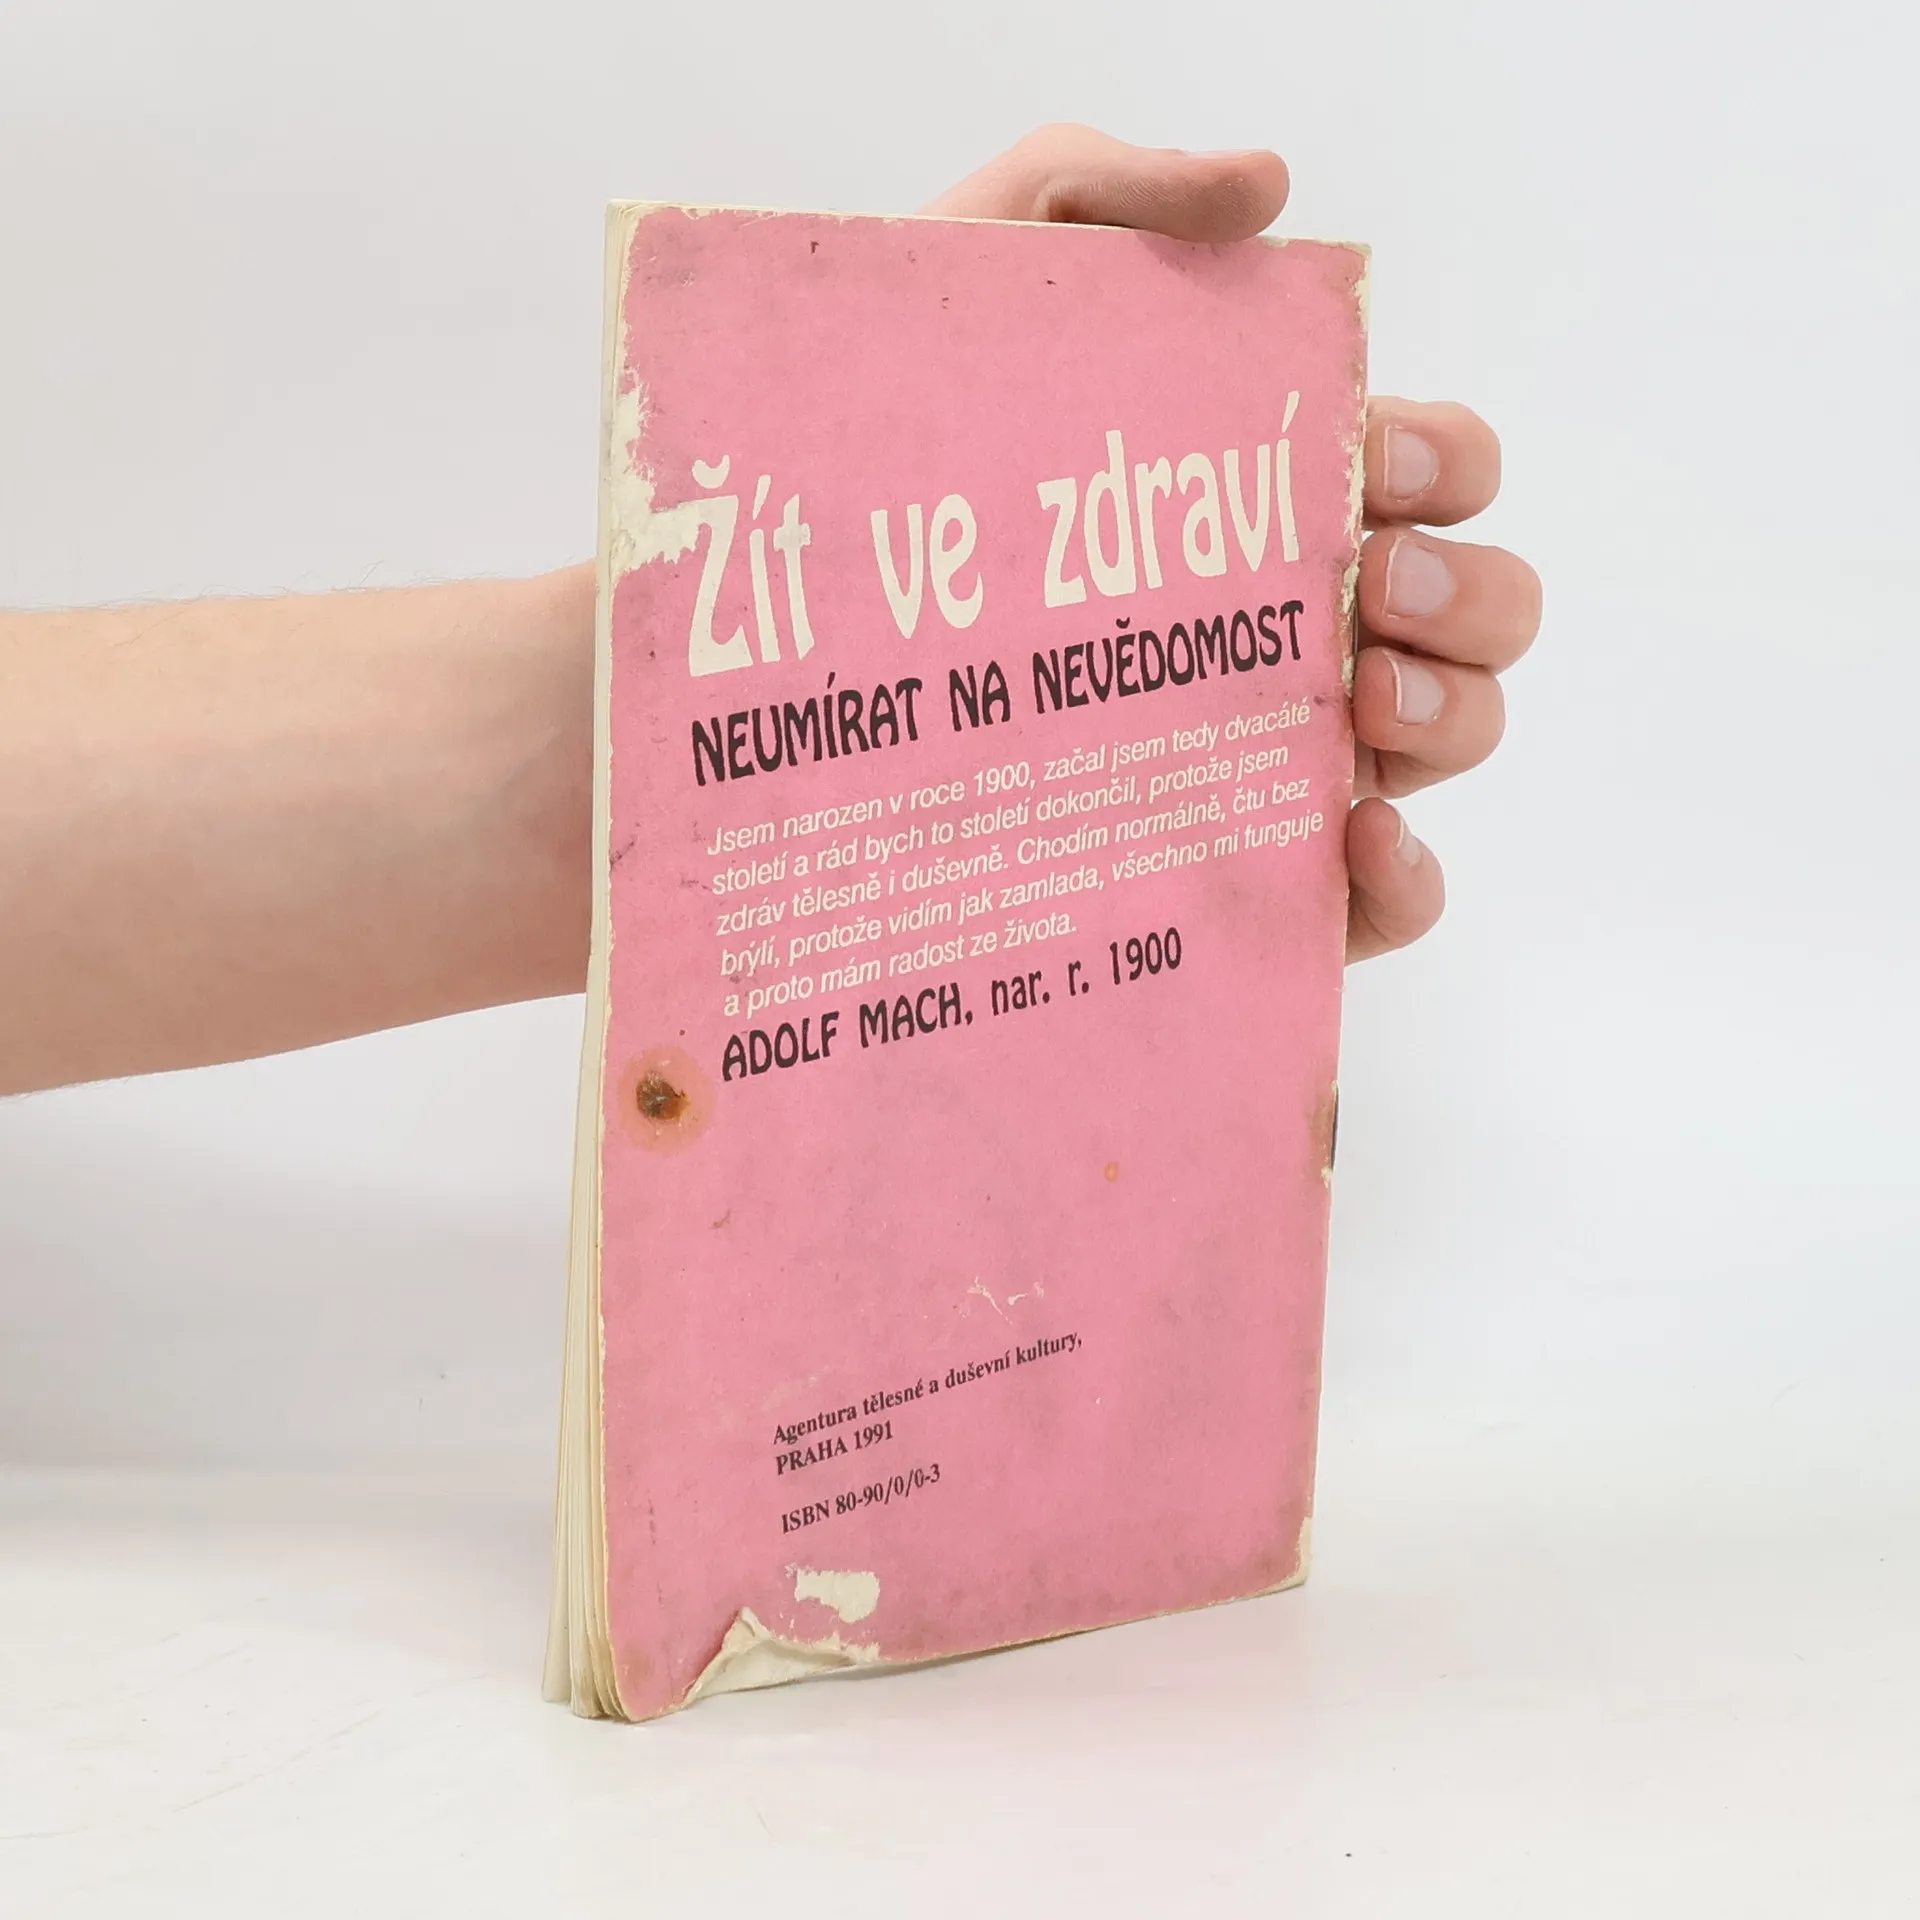 Žít ve zdraví
NEUMÍRAT NA NEVĚDOMOST
Jsem narozen v roce 1900, začal jsem tedy dvacáté
století a rád bych to století dokončil, protože jsem
zdráv tělesně i duševně. Chodím normálně, čtu bez
brýlí, protože vidím jak zamlada, všechno mi funguje
a proto mám radost ze života.
ADOLF MACH, nar. r. 1900
Agentura tělesné a duševní kultury,
PRAHA 1991
ISBN 80-90/0/0-3